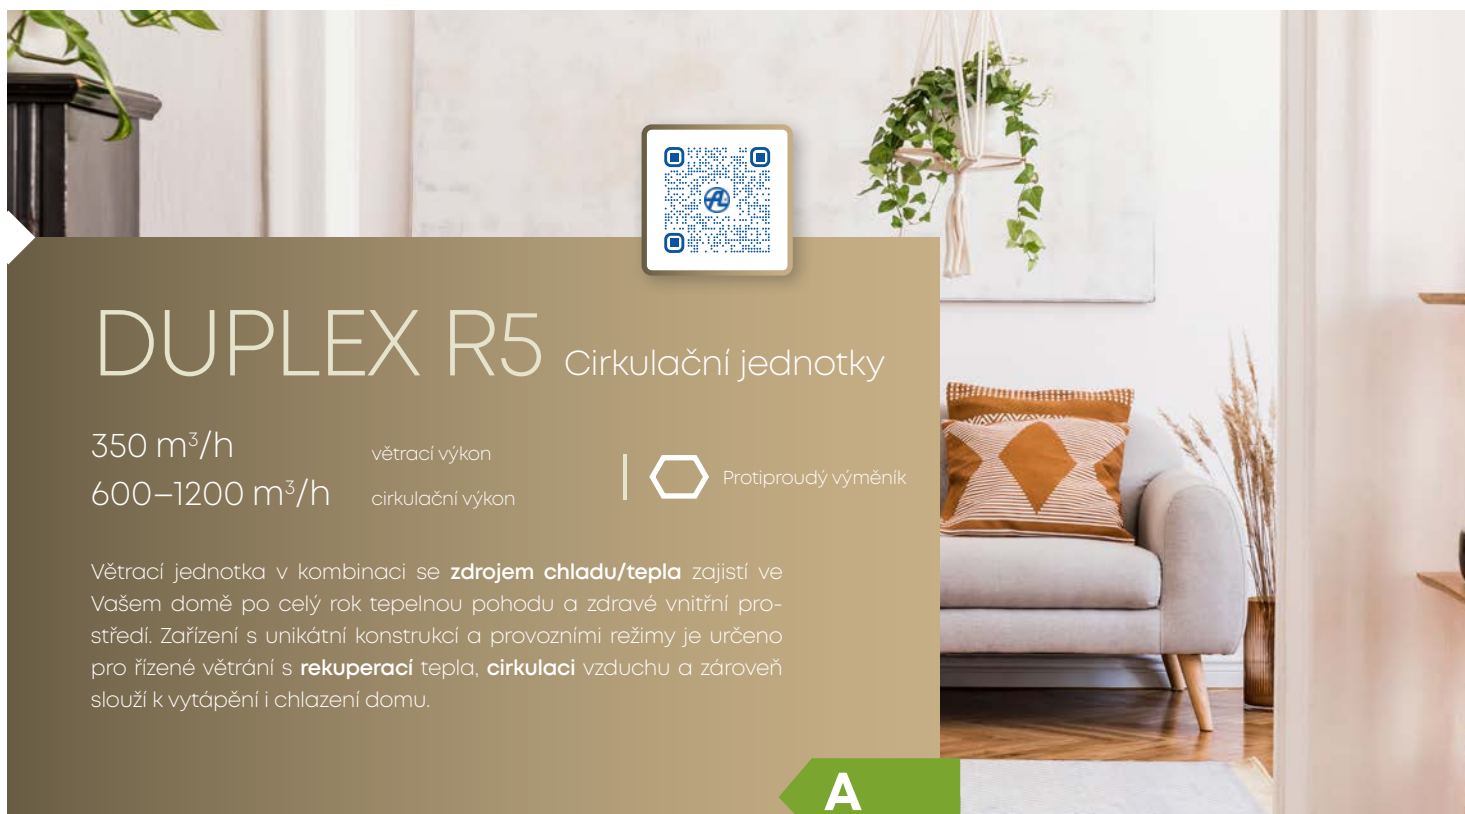 DUPLEX R5 Cirkulační jednotky
350 m³/h větrací výkon
600–1200 m³/h cirkulační výkon
Protiproudý výměník
Větrací jednotka v kombinaci se zdrojem chladu/tepla zajistí ve
Vašem domě po celý rok tepelnou pohodu a zdravé vnitřní pro-
středí. Zařízení s unikátní konstrukcí a provozními režimy je určeno
pro řízené větrání s rekuperací tepla, cirkulaci vzduchu a zároveň
slouží k vytápění i chlazení domu.
A